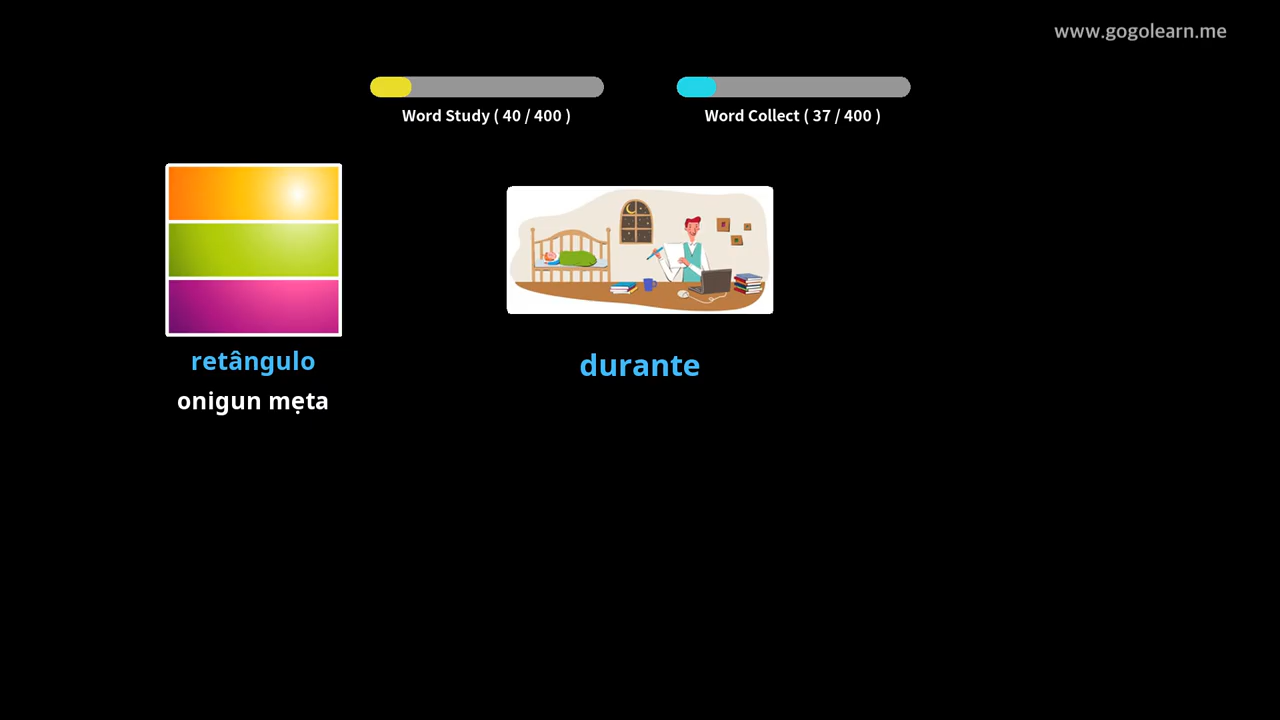 www.gogolearn.me
Word Study ( 40 / 400 )
Word Collect ( 37 / 400 )
retângulo
onigun mẹta
durante